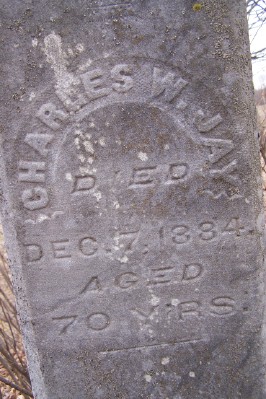 CHARLES W. JAY
DIED
DEC. 7, 1884.
AGED
70 YRS.